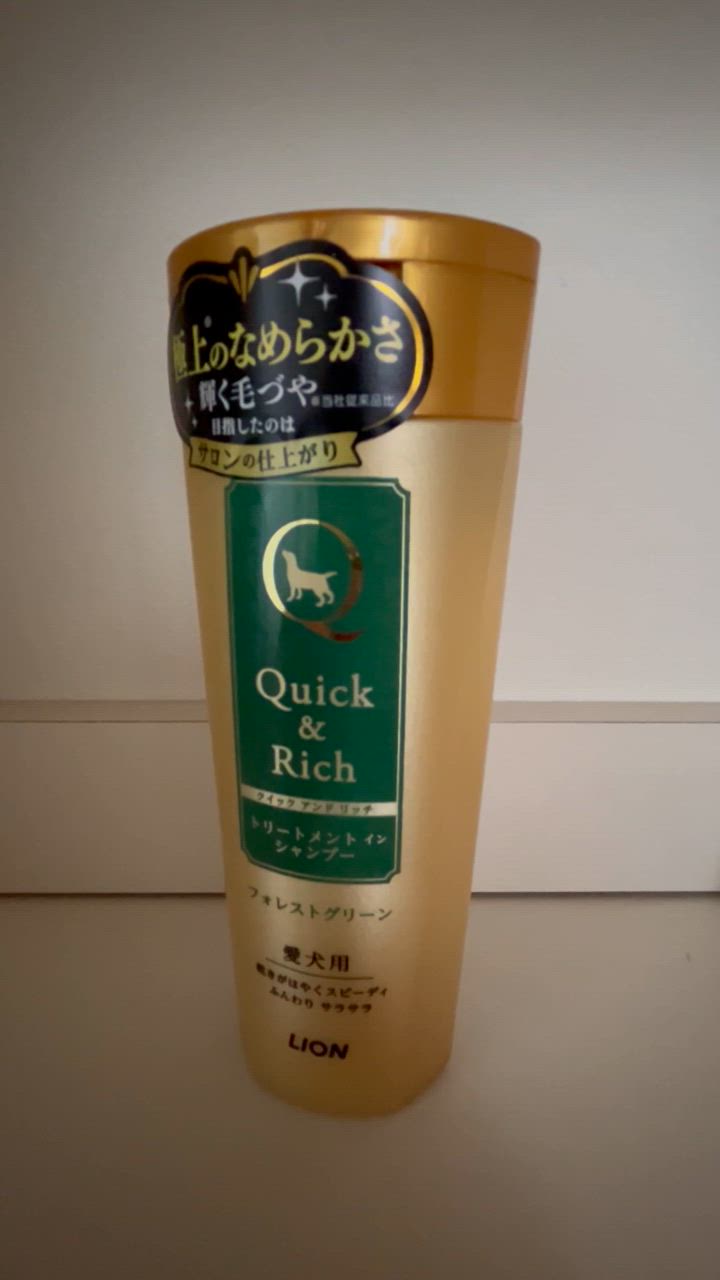 極上のなめらかさ
輝く毛づや※当社従来品比
目指したのは
サロンの仕上がり
Quick
&
Rich
クイック アンド リッチ
トリートメント イン
シャンプー
フォレストグリーン
愛犬用
乾きがはやくスピーディ
ふんわり サラサラ
LION